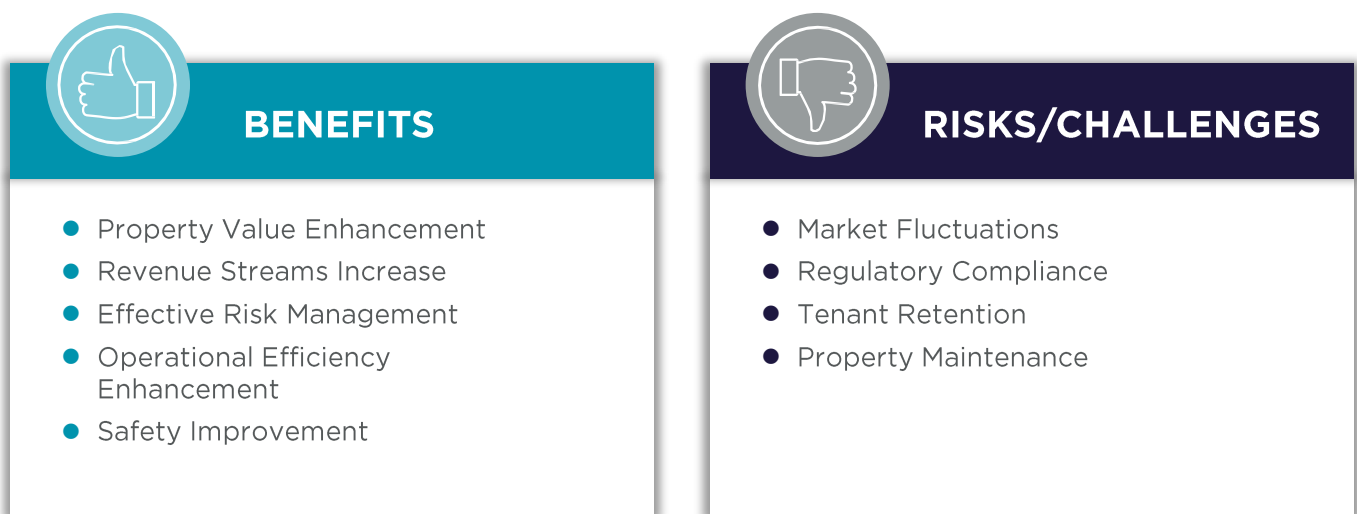 BENEFITS
Property Value Enhancement
Revenue Streams Increase
Effective Risk Management
Operational Efficiency
Enhancement
Safety Improvement
RISKS/CHALLENGES
Market Fluctuations
Regulatory Compliance
Tenant Retention
Property Maintenance